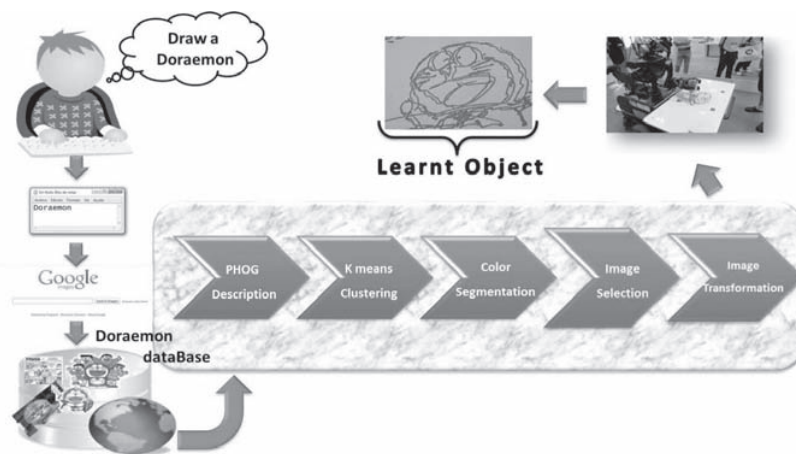 Draw a
Doraemon
Doraemon
Google
Doraemon
dataBase
PHOG
Description
K means
Clustering
Color
Segmentation
Image
Selection
Image
Transformation
Learnt Object